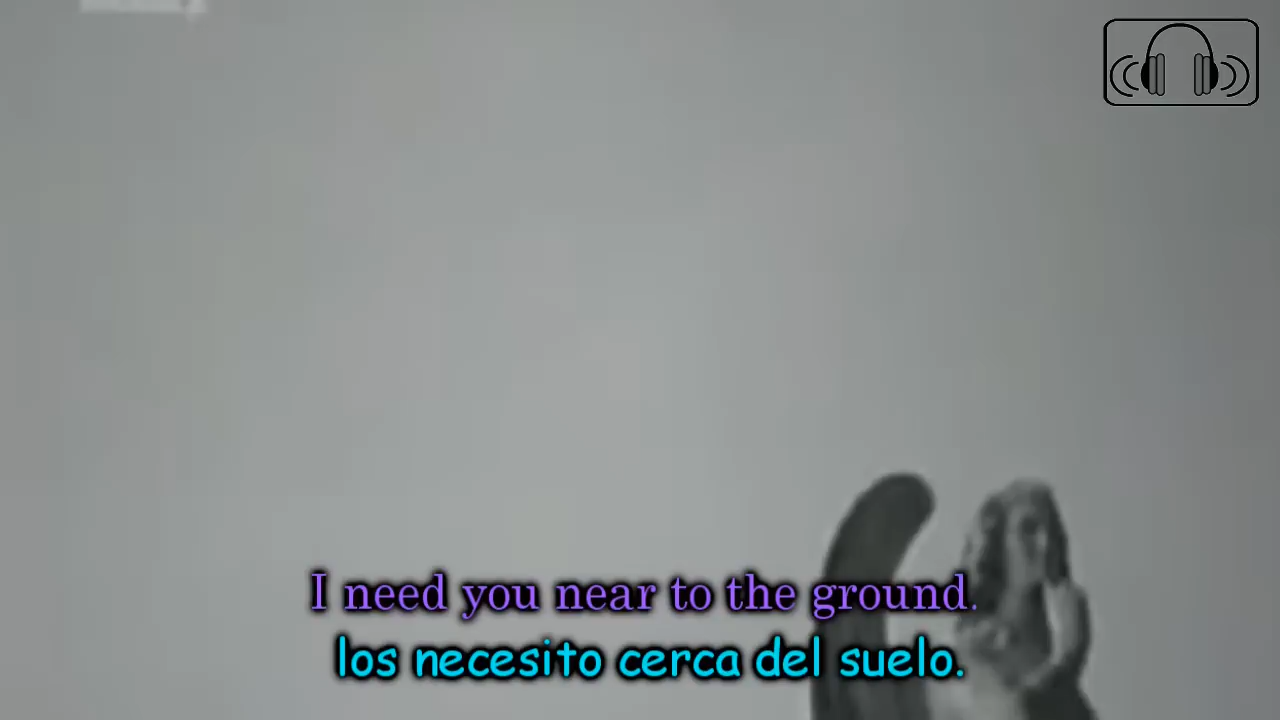 I need you near to the ground.
los necesito cerca del suelo.